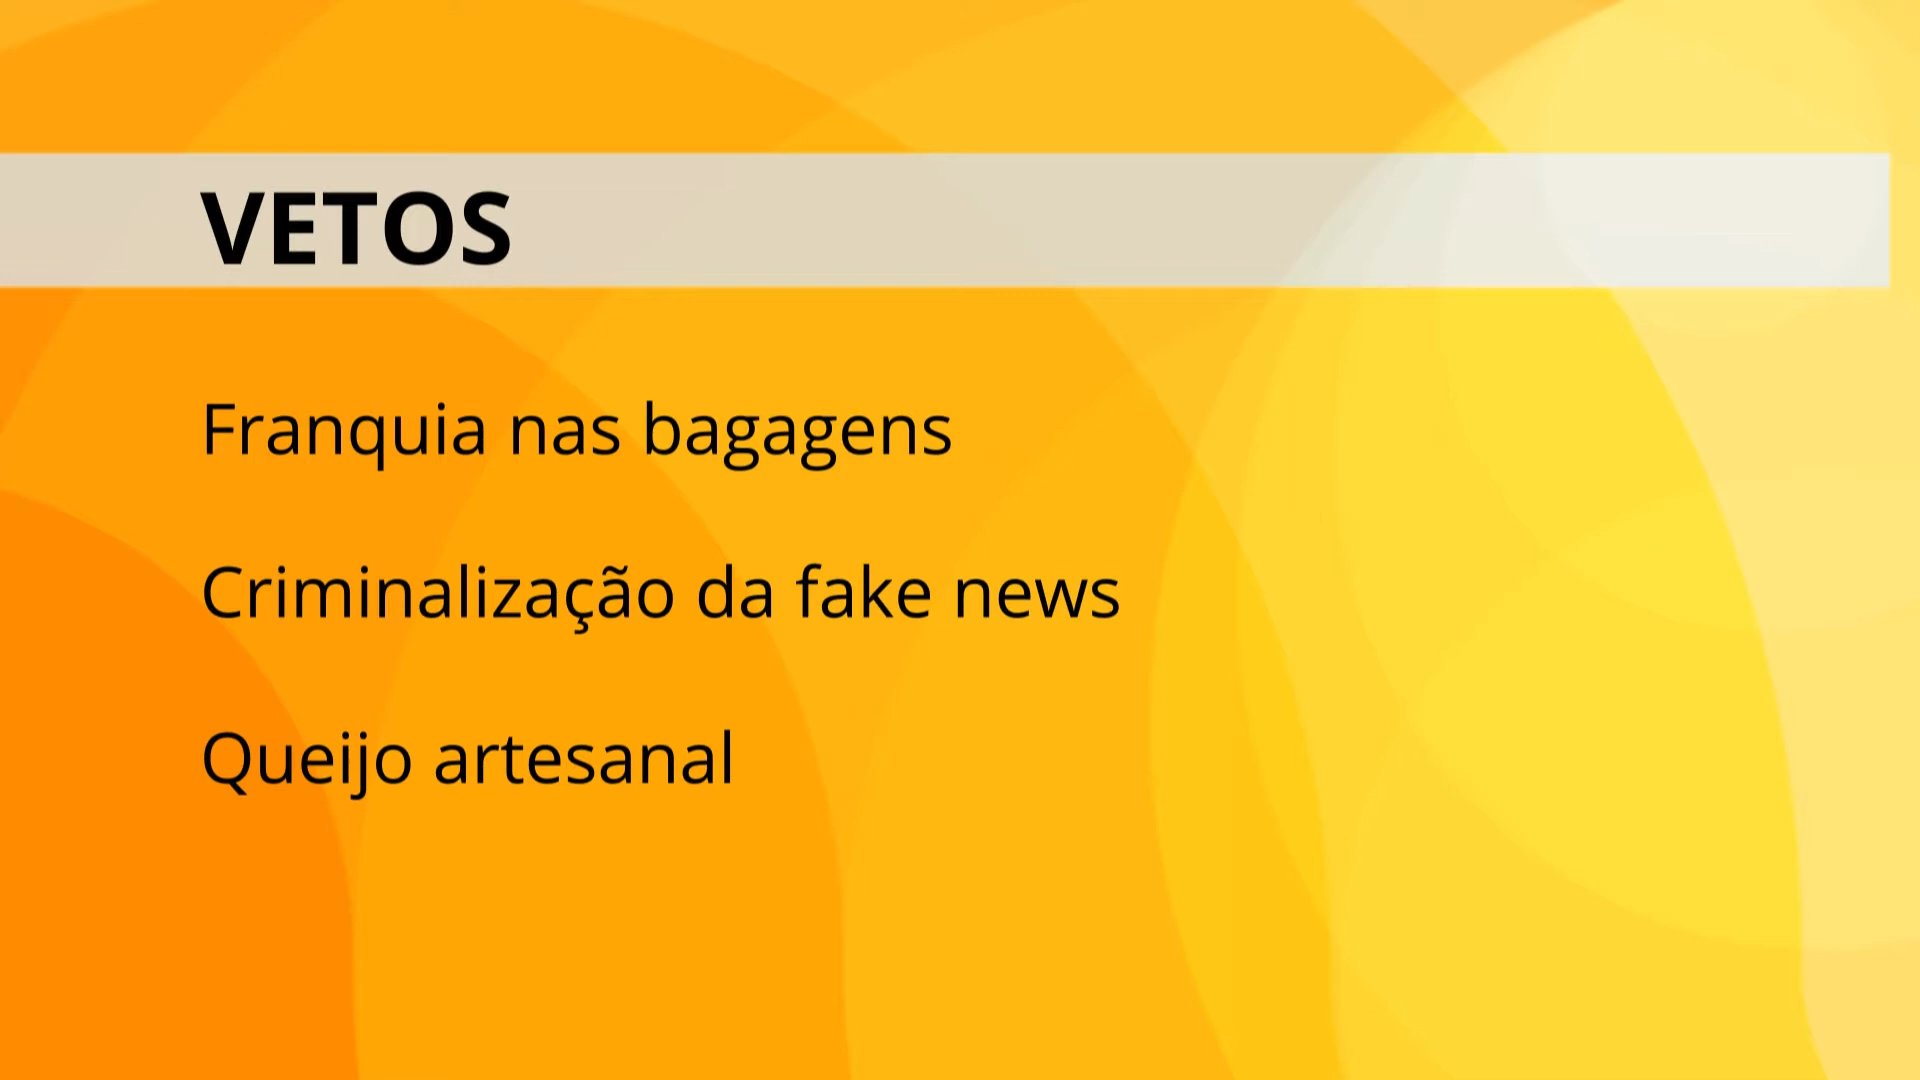 VETOS
Franquia nas bagagens
Criminalização da fake news
Queijo artesanal